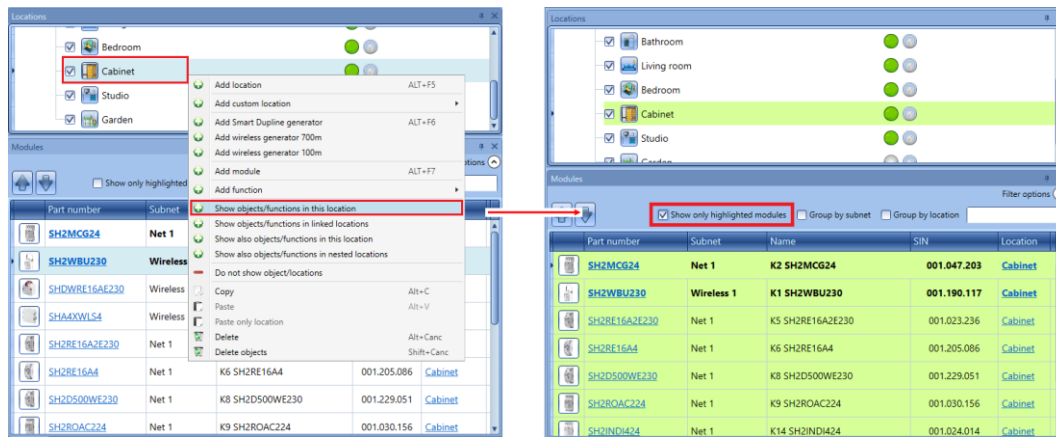 Locations
Bedroom
Cabinet
Studio
Garden
Add location ALT+F5
Add custom location
Add Smart Dupline generator ALT+F6
Add wireless generator 700m
Add wireless generator 100m
Add module ALT+F7
Add function
Show objects/functions in this location
Show objects/functions in linked locations
Show also objects/functions in this location
Show also objects/functions in nested locations
Do not show object/locations
Copy Alt+C
Paste Alt+V
Paste only location
Delete Alt+Canc
Delete objects Shift+Canc
Modules
Show only highlighted
Part number Subnet
SH2MCG24 Net 1
SH2WBU230 Wireless
SHDWRE16AE230 Wireless
SHA4XWLS4 Wireless
SH2RE16A2E230 Net 1
SH2RE16A4 Net 1 K6 SH2RE16A4 001.205.086 Cabinet
SH2D500WE230 Net 1 K8 SH2D500WE230 001.229.051 Cabinet
SH2ROAC224 Net 1 K9 SH2ROAC224 001.030.156 Cabinet
Locations
Bathroom
Living room
Bedroom
Cabinet
Studio
Modules
Filter options
Show only highlighted modules Group by subnet Group by location
Part number Subnet Name SIN Location
SH2MCG24 Net 1 K2 SH2MCG24 001.047.203 Cabinet
SH2WBU230 Wireless 1 K1 SH2WBU230 001.190.117 Cabinet
SH2RE16A2E230 Net 1 K5 SH2RE16A2E230 001.023.236 Cabinet
SH2RE16A4 Net 1 K6 SH2RE16A4 001.205.086 Cabinet
SH2D500WE230 Net 1 K8 SH2D500WE230 001.229.051 Cabinet
SH2ROAC224 Net 1 K9 SH2ROAC224 001.030.156 Cabinet
SH2INDI424 Net 1 K14 SH2INDI424 001.024.014 Cabinet